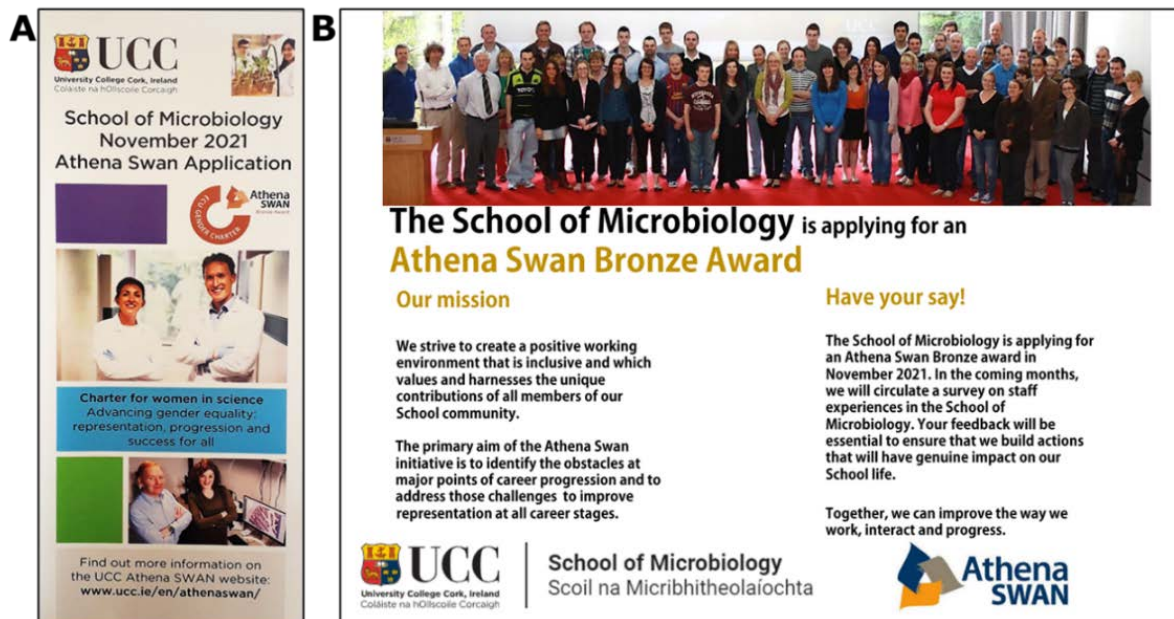 A
UCC
University College Cork, Ireland
Coláiste na hOllscoile Corcaigh
School of Microbiology
November 2021
Athena Swan Application
Athena
SWAN
Bronze Award
ECU GENDER CHARTER
Charter for women in science
Advancing gender equality:
representation, progression and
success for all
Find out more information on
the UCC Athena SWAN website:
www.ucc.ie/en/athenaswan/
B
The School of Microbiology is applying for an
Athena Swan Bronze Award
Our mission
We strive to create a positive working
environment that is inclusive and which
values and harnesses the unique
contributions of all members of our
School community.
The primary aim of the Athena Swan
initiative is to identify the obstacles at
major points of career progression and to
address those challenges to improve
representation at all career stages.
Have your say!
The School of Microbiology is applying for
an Athena Swan Bronze award in
November 2021. In the coming months,
we will circulate a survey on staff
experiences in the School of
Microbiology. Your feedback will be
essential to ensure that we build actions
that will have genuine impact on our
School life.
Together, we can improve the way we
work, interact and progress.
UCC
University College Cork, Ireland
Coláiste na hOllscoile Corcaigh
School of Microbiology
Scoil na Micribhitheolaíochta
Athena
SWAN